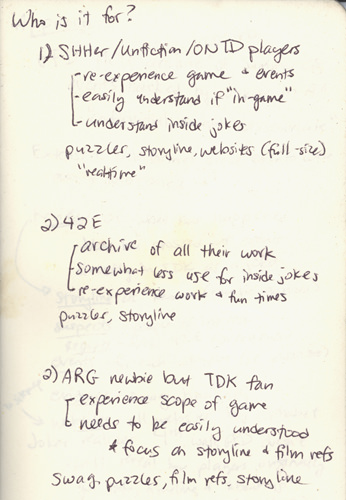 Who is it for?
1) SHHer/Unfiction/ONTD players
- re-experience game & events
- easily understand if "in-game"
- understand inside jokes
puzzles, storyline, websites (full-size)
"realtime"
2) 42E
- archive of all their work
- somewhat less use for inside jokes
- re-experience work & fun times
puzzles, storyline
3) ARG newbie but TDK fan
- experience scope of game
- needs to be easily understood
* focus on storyline & film refs
swag, puzzles, film refs, storyline